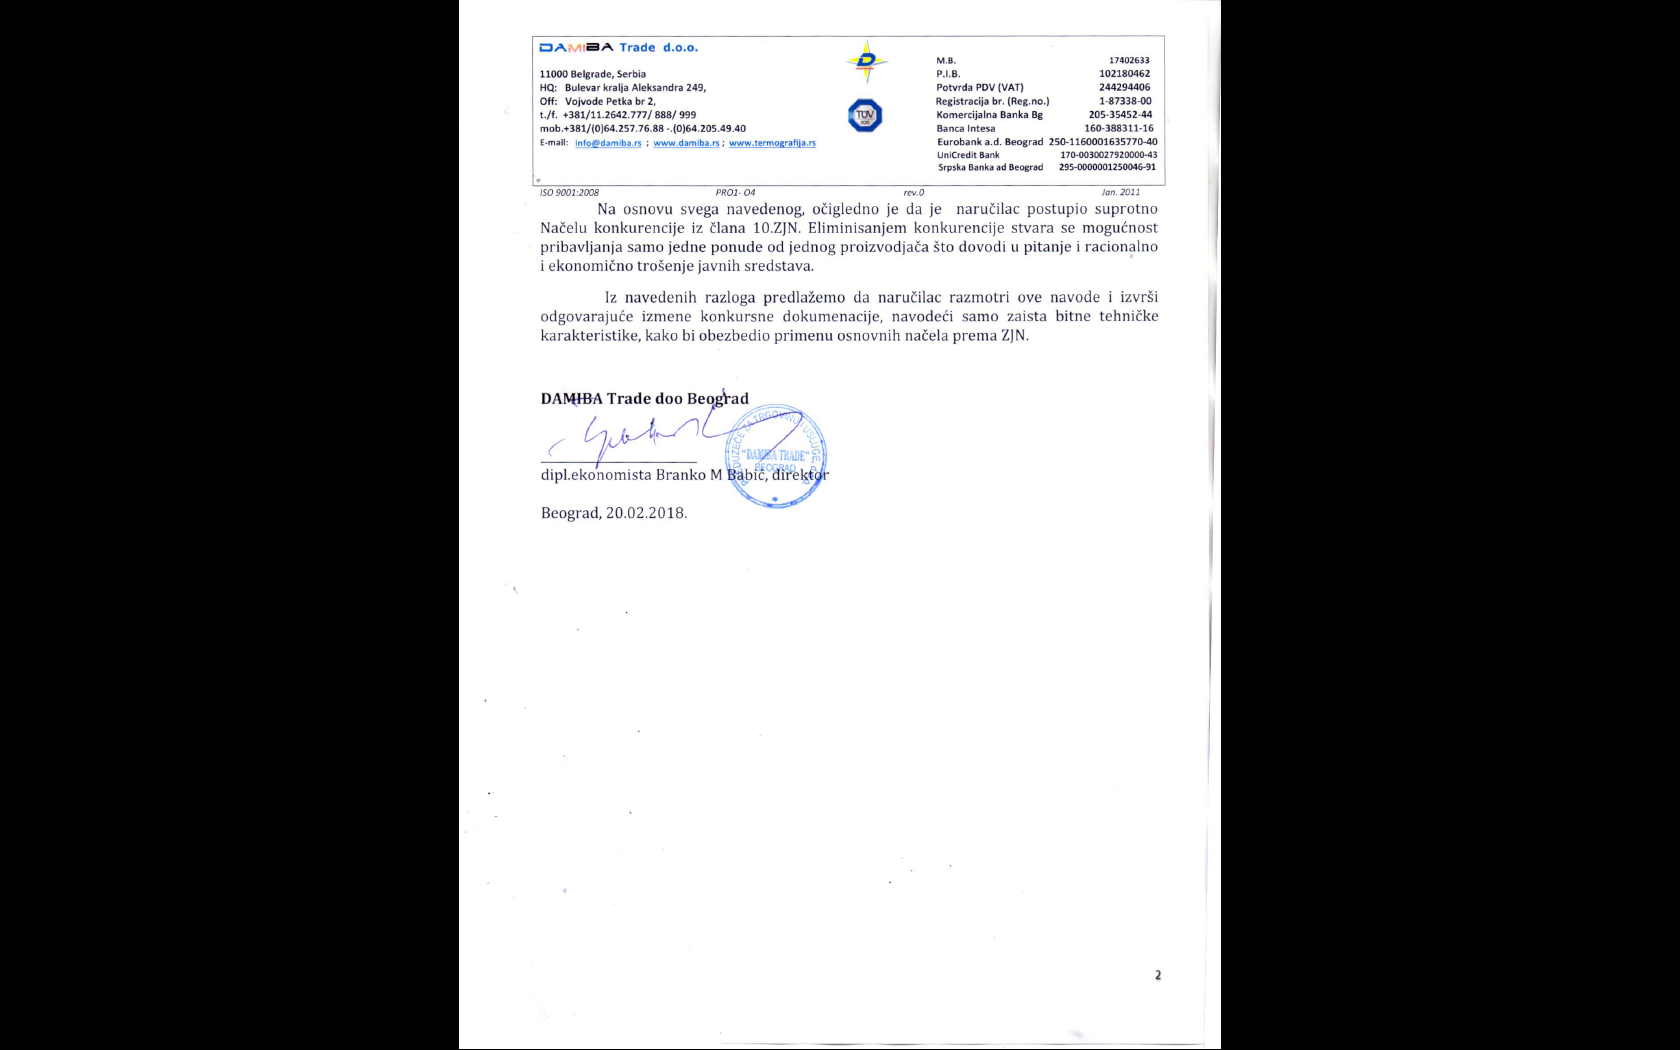 DAMIBA Trade d.o.o.
11000 Belgrade, Serbia
HQ: Bulevar kralja Aleksandra 249,
Off: Vojvode Petka br 2,
t./f. +381/11.2642.777/ 888/ 999
mob.+381/(0)64.257.76.88 -.(0)64.205.49.40
E-mail: info@damiba.rs ; www.damiba.rs ; www.termografija.rs
D
TÜV
M.B. 17402633
P.I.B. 102180462
Potvrda PDV (VAT) 244294406
Registracija br. (Reg.no.) 1-87338-00
Komercijalna Banka Bg 205-35452-44
Banca Intesa 160-388311-16
Eurobank a.d. Beograd 250-1160001635770-40
UniCredit Bank 170-0030027920000-43
Srpska Banka ad Beograd 295-0000001250046-91
ISO 9001:2008 PRO1- O4 rev.0 Jan. 2011
Na osnovu svega navedenog, očigledno je da je naručilac postupio suprotno
Načelu konkurencije iz člana 10.ZJN. Eliminisanjem konkurencije stvara se mogućnost
pribavljanja samo jedne ponude od jednog proizvodjača što dovodi u pitanje i racionalno
i ekonomično trošenje javnih sredstava.
Iz navedenih razloga predlažemo da naručilac razmotri ove navode i izvrši
odgovarajuće izmene konkursne dokumenacije, navodeći samo zaista bitne tehničke
karakteristike, kako bi obezbedio primenu osnovnih načela prema ZJN.
DAMIBA Trade doo Beograd
PREDUZEĆE ZA TRGOVINU I USLUGE
"DAMIBA TRADE"
BEOGRAD
dipl.ekonomista Branko M Babić, direktor
Beograd, 20.02.2018.
2